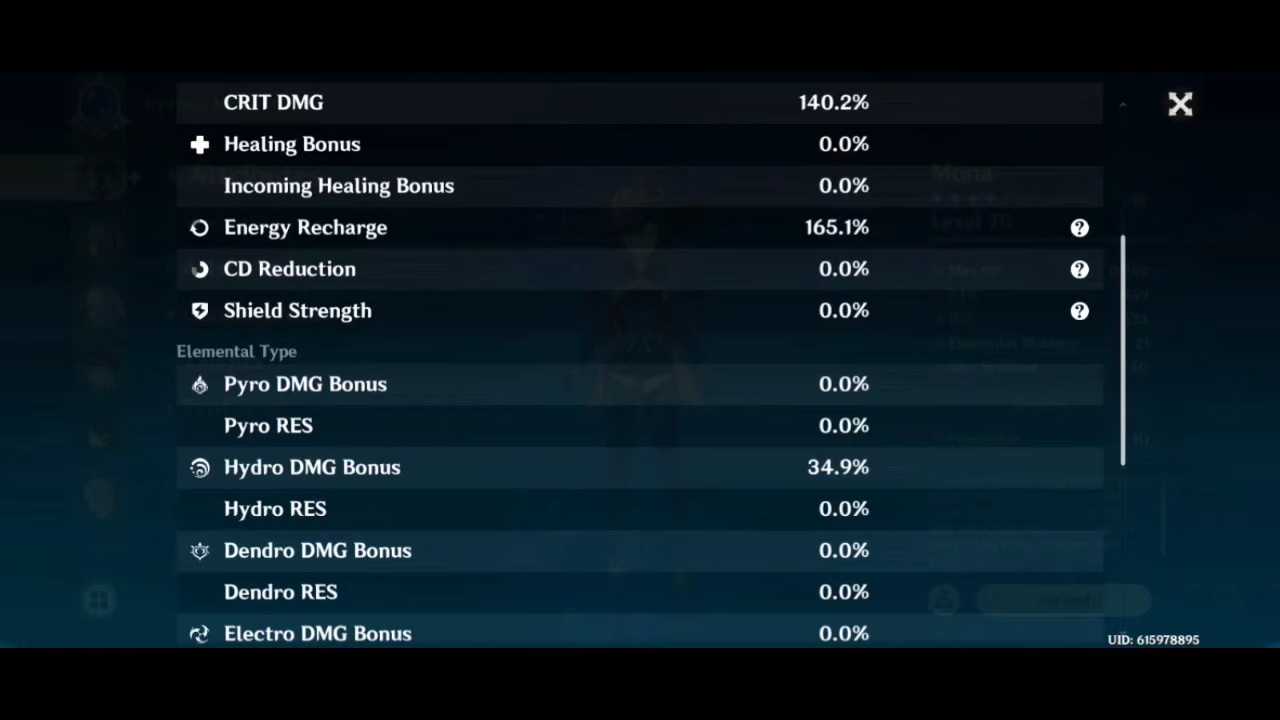 CRIT DMG 140.2%
Healing Bonus 0.0%
Incoming Healing Bonus 0.0%
Energy Recharge 165.1% ?
CD Reduction 0.0% ?
Shield Strength 0.0% ?
Elemental Type
Pyro DMG Bonus 0.0%
Pyro RES 0.0%
Hydro DMG Bonus 34.9%
Hydro RES 0.0%
Dendro DMG Bonus 0.0%
Dendro RES 0.0%
Electro DMG Bonus 0.0%
Mona
Level 70
UID: 615978895